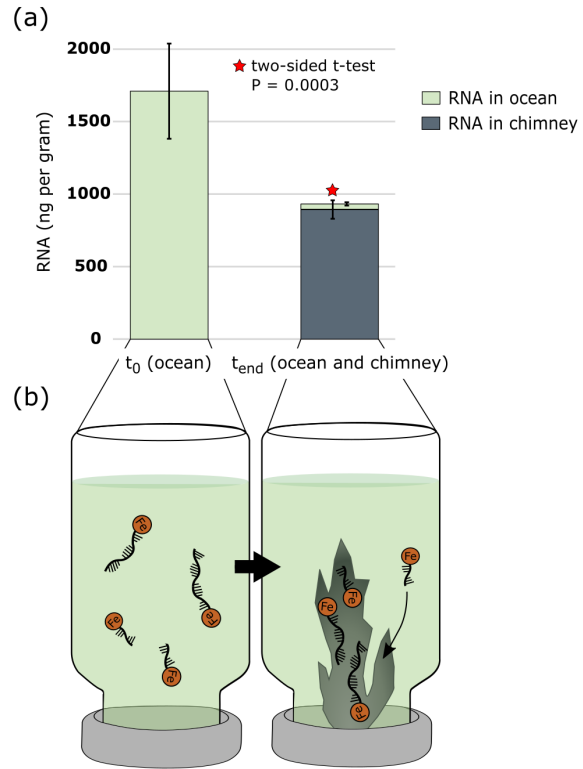 (a)
2000
1500
1000
500
0
RNA (ng per gram)
two-sided t-test
P = 0.0003
RNA in ocean
RNA in chimney
t0 (ocean)
tend (ocean and chimney)
(b)
Fe
Fe
Fe
Fe
Fe
Fe
Fe
Fe